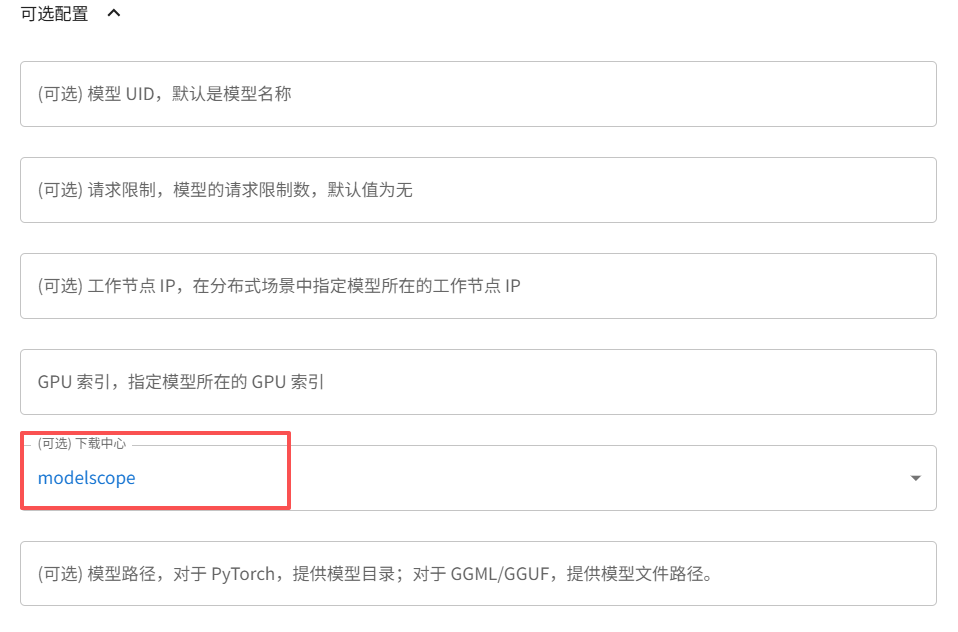 可选配置
(可选) 模型 UID，默认是模型名称
(可选) 请求限制，模型的请求限制数，默认值为无
(可选) 工作节点 IP，在分布式场景中指定模型所在的工作节点 IP
GPU 索引，指定模型所在的 GPU 索引
(可选) 下载中心
modelscope
(可选) 模型路径，对于 PyTorch，提供模型目录；对于 GGML/GGUF，提供模型文件路径。